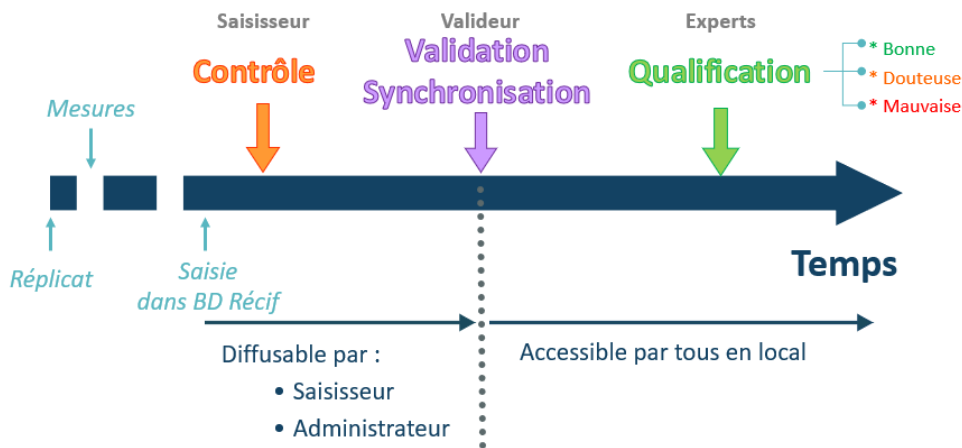 Saisisseur
Valideur
Experts
Contrôle
Validation
Synchronisation
Qualification
* Bonne
* Douteuse
* Mauvaise
Mesures
Réplicat
Saisie
dans BD Récif
Temps
Diffusable par :
• Saisisseur
• Administrateur
Accessible par tous en local